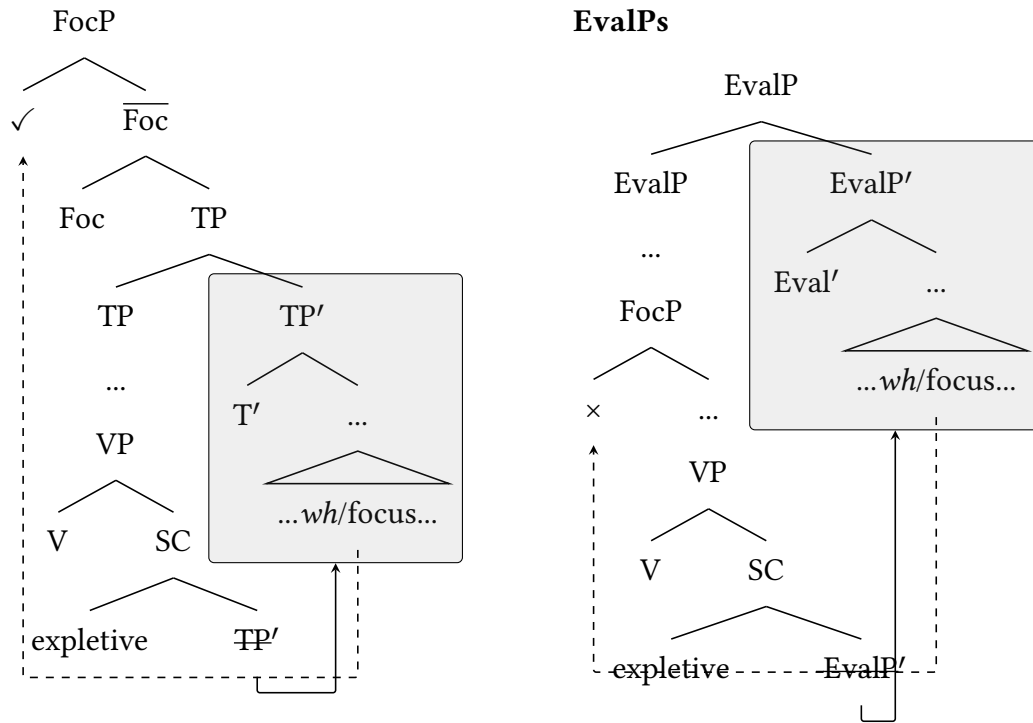 FocP
✓ Foc
Foc TP
TP TP′
... T′ ...
VP
...wh/focus...
V SC
expletive TP′
EvalPs
EvalP
EvalP EvalP′
... Eval′ ...
FocP
...wh/focus...
× ...
VP
V SC
expletive EvalP′